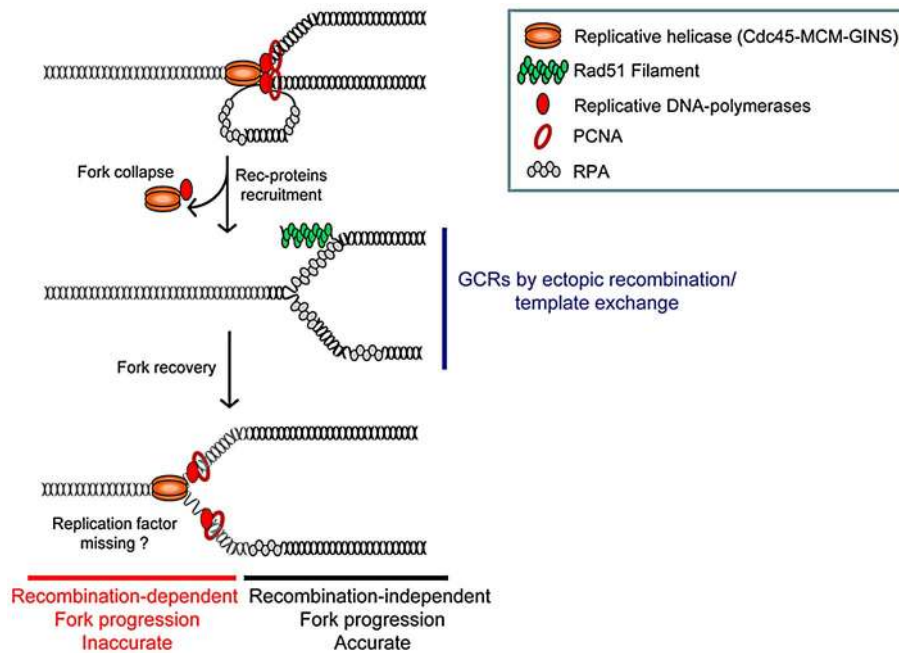 Replicative helicase (Cdc45-MCM-GINS)
Rad51 Filament
Replicative DNA-polymerases
PCNA
RPA
Fork collapse
Rec-proteins
recruitment
GCRs by ectopic recombination/
template exchange
Fork recovery
Replication factor
missing ?
Recombination-dependent
Fork progression
Inaccurate
Recombination-independent
Fork progression
Accurate